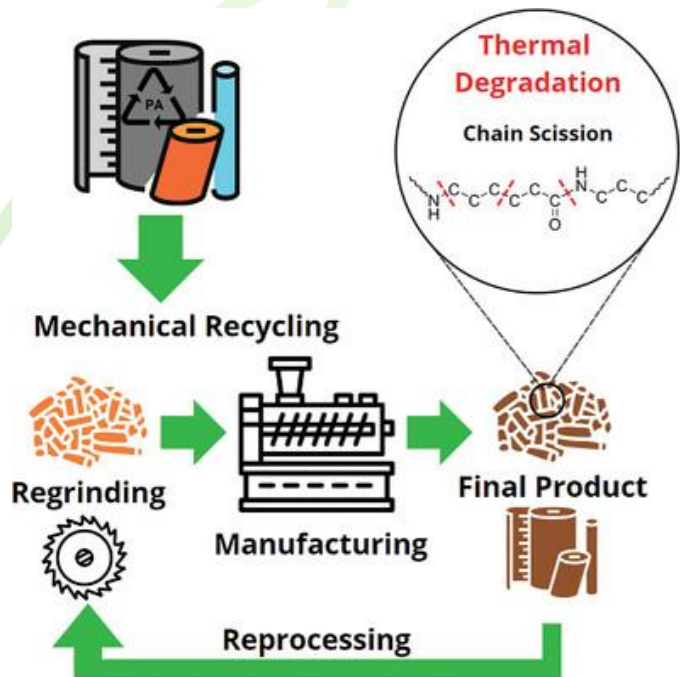 PA
Thermal
Degradation
Chain Scission
N
H
C
C
C
C
C
C
O
H
N
C
C
C
Mechanical Recycling
Regrinding
Manufacturing
Final Product
Reprocessing